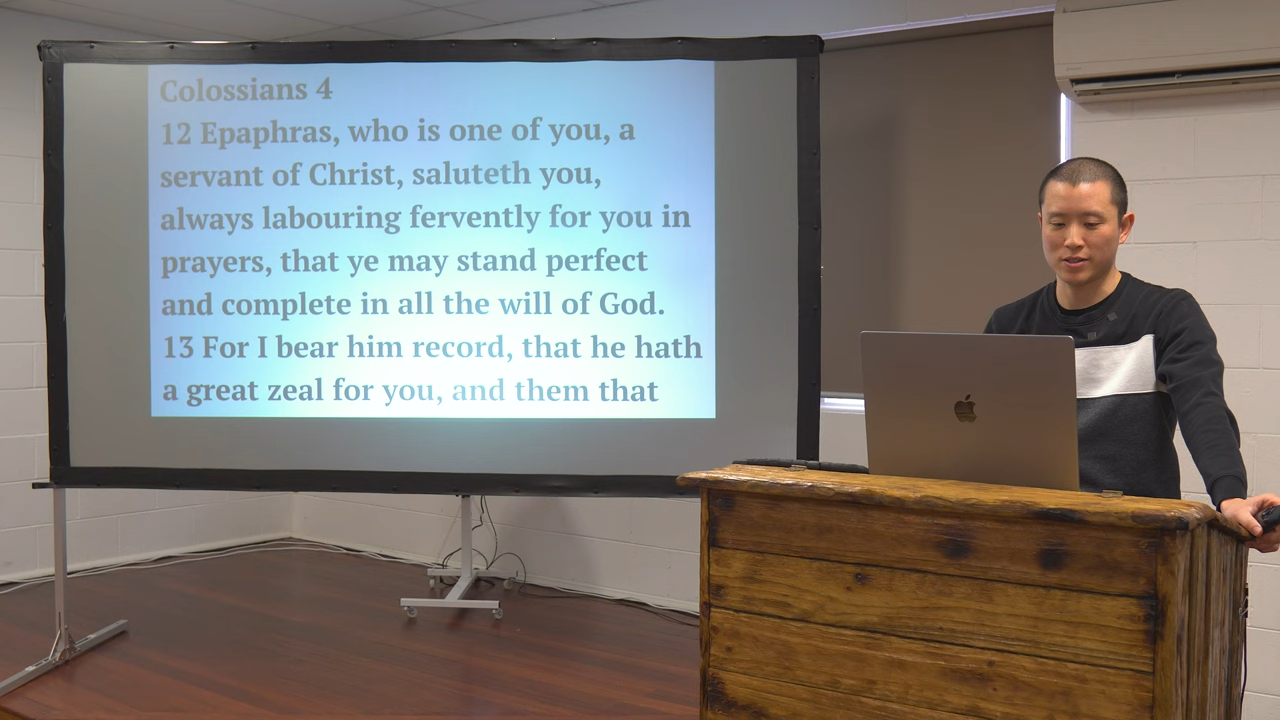 Colossians 4
12 Epaphras, who is one of you, a
servant of Christ, saluteth you,
always labouring fervently for you in
prayers, that ye may stand perfect
and complete in all the will of God.
13 For I bear him record, that he hath
a great zeal for you, and them that